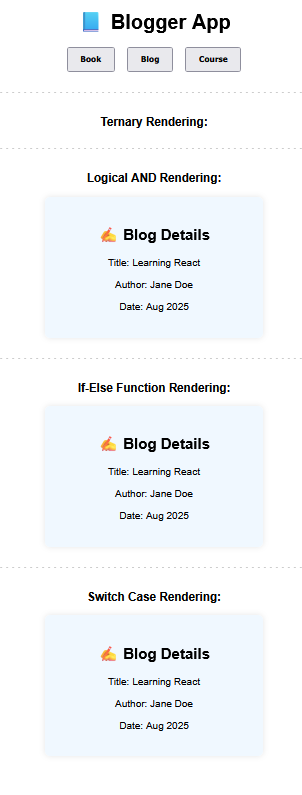 📘 Blogger App
Book Blog Course
Ternary Rendering:
Logical AND Rendering:
✍️ Blog Details
Title: Learning React
Author: Jane Doe
Date: Aug 2025
If-Else Function Rendering:
✍️ Blog Details
Title: Learning React
Author: Jane Doe
Date: Aug 2025
Switch Case Rendering:
✍️ Blog Details
Title: Learning React
Author: Jane Doe
Date: Aug 2025